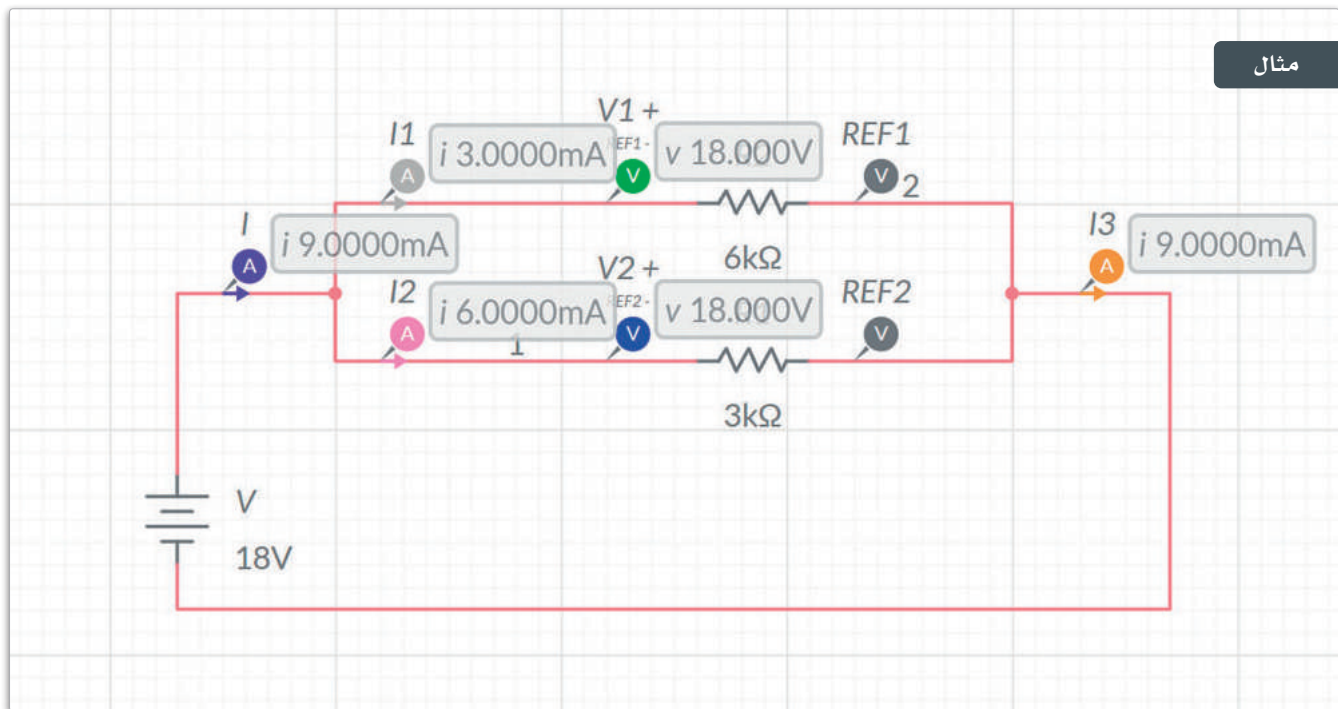 مثال
V1 +
I1
i 3.0000mA
REF1 -
v 18.000V
REF1
2
I
i 9.0000mA
6kΩ
I3
i 9.0000mA
V2 +
I2
i 6.0000mA
REF2 -
v 18.000V
REF2
1
3kΩ
V
18V
A
V
V
A
A
A
V
V